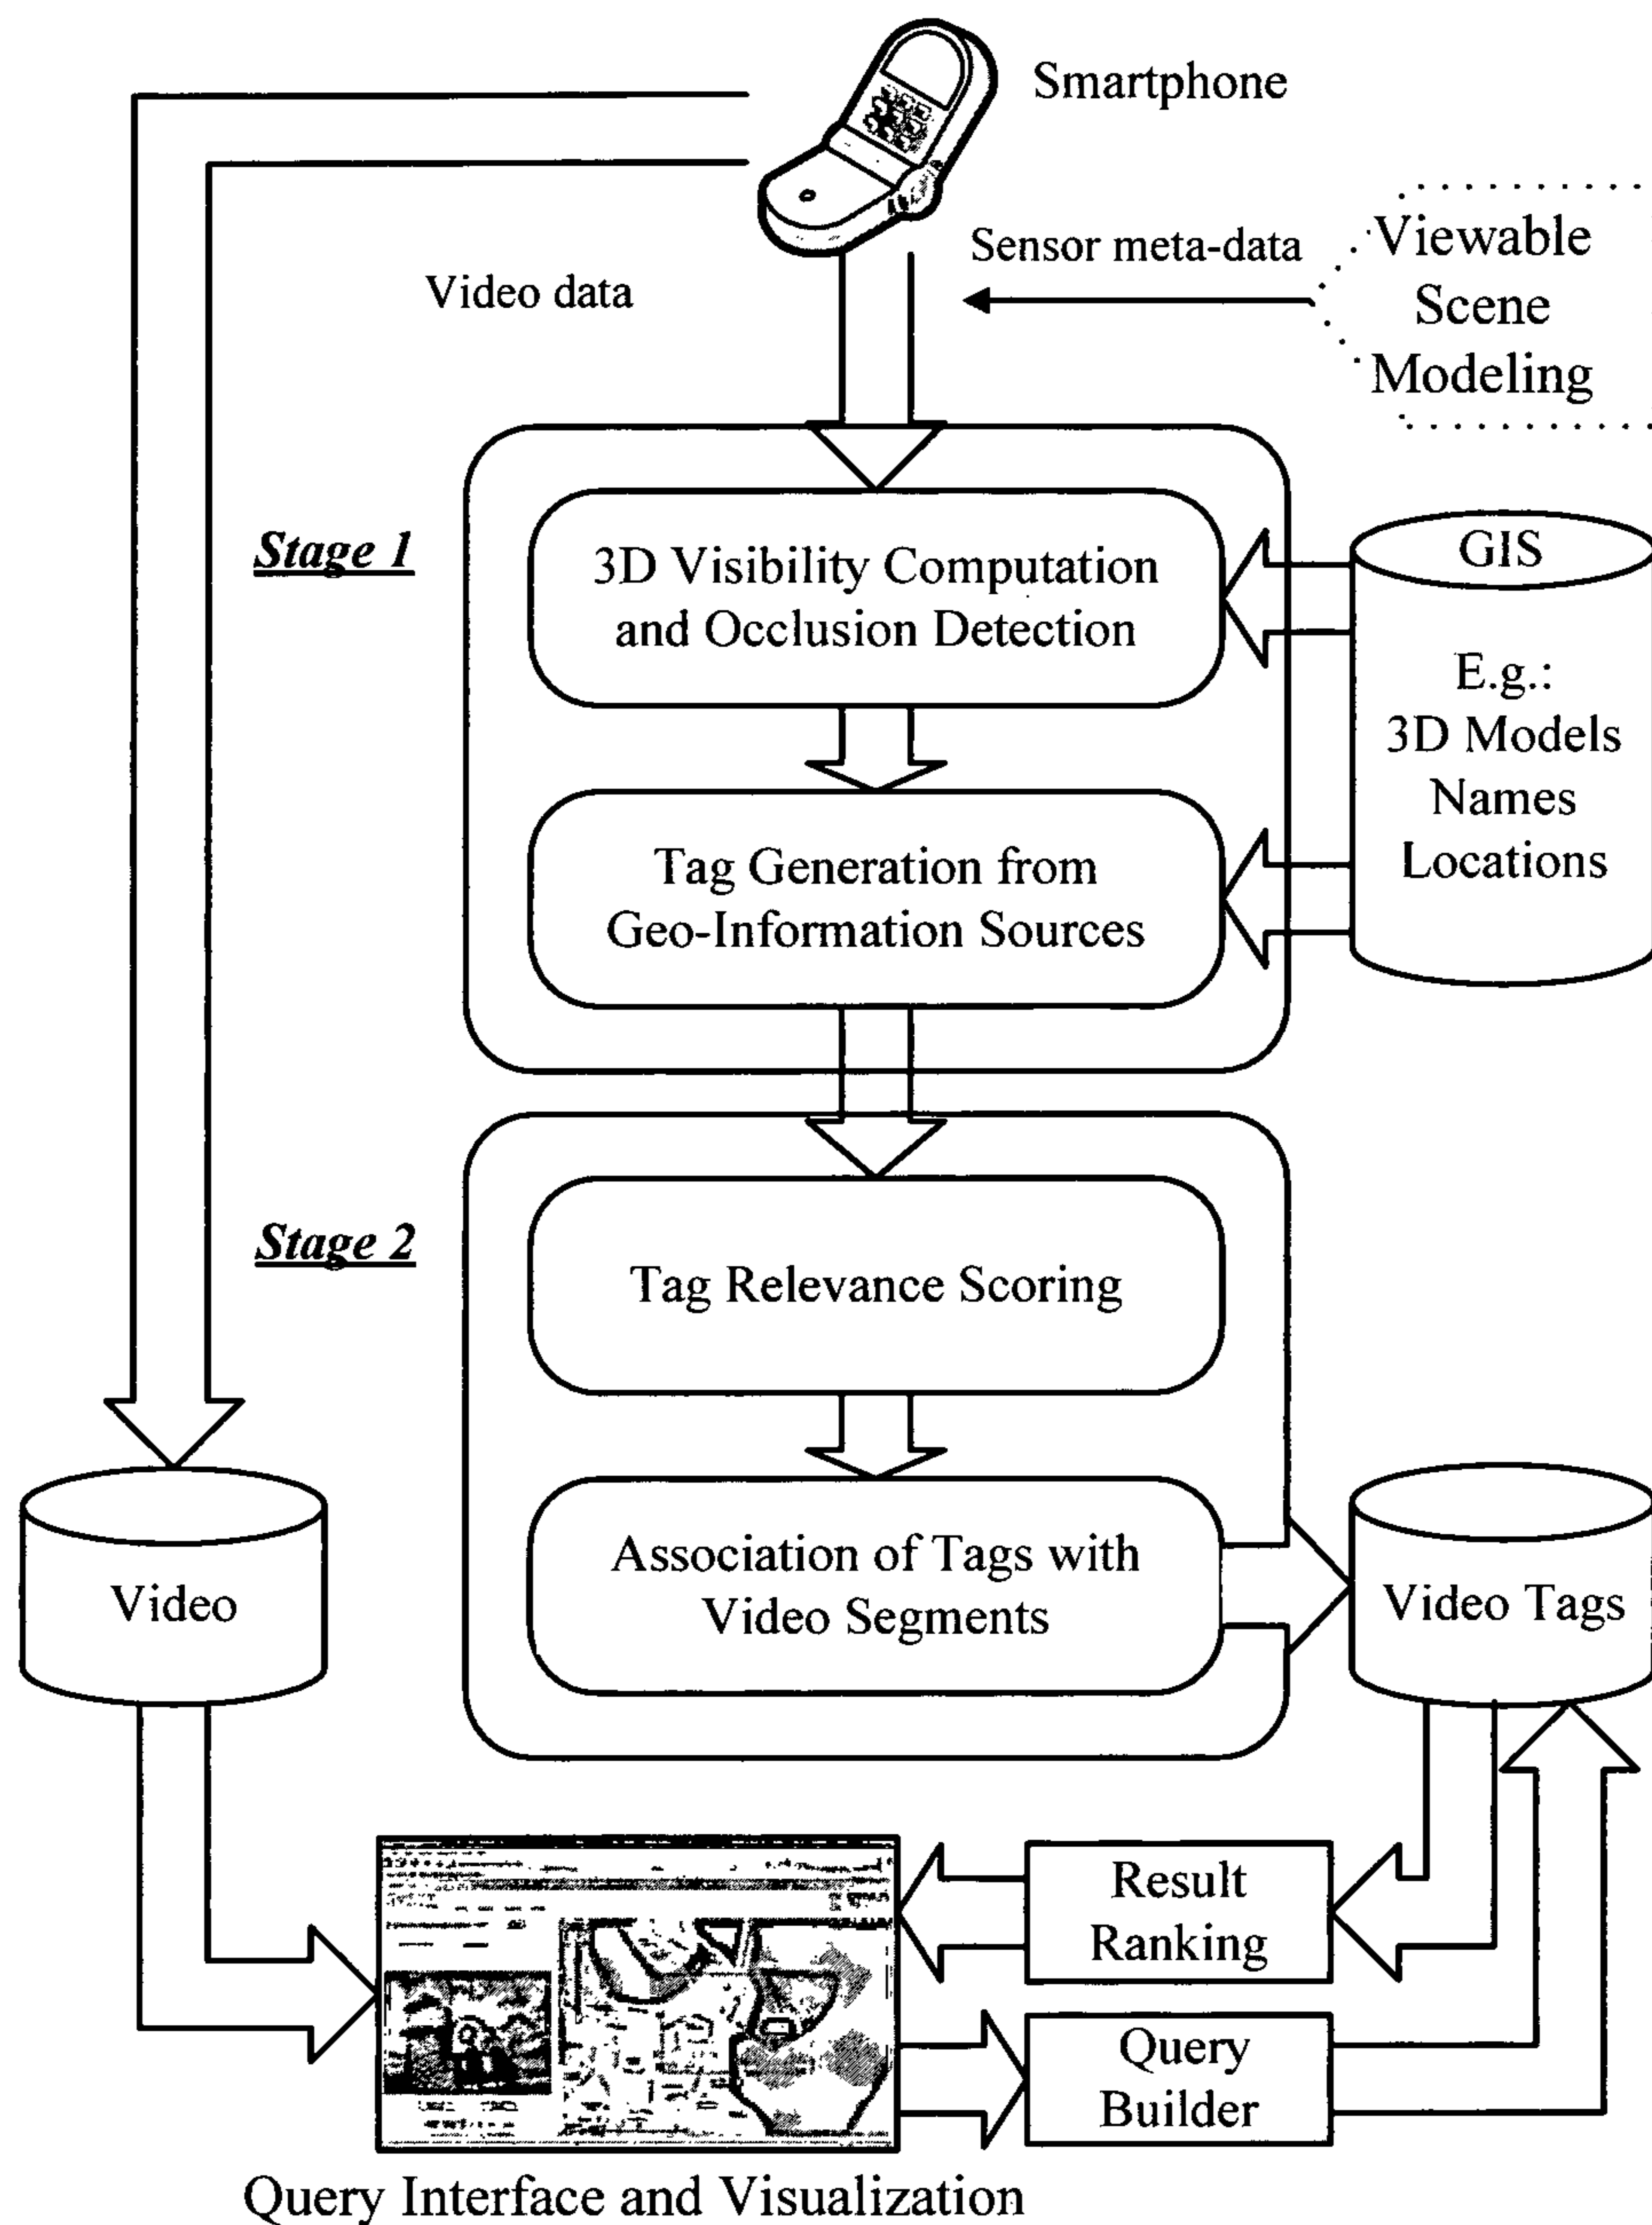 Smartphone
Sensor meta-data
Viewable
Scene
Modeling
Video data
Stage 1
3D Visibility Computation
and Occlusion Detection
GIS
E.g.:
3D Models
Names
Locations
Tag Generation from
Geo-Information Sources
Stage 2
Tag Relevance Scoring
Association of Tags with
Video Segments
Video
Video Tags
Result
Ranking
Query
Builder
Query Interface and Visualization